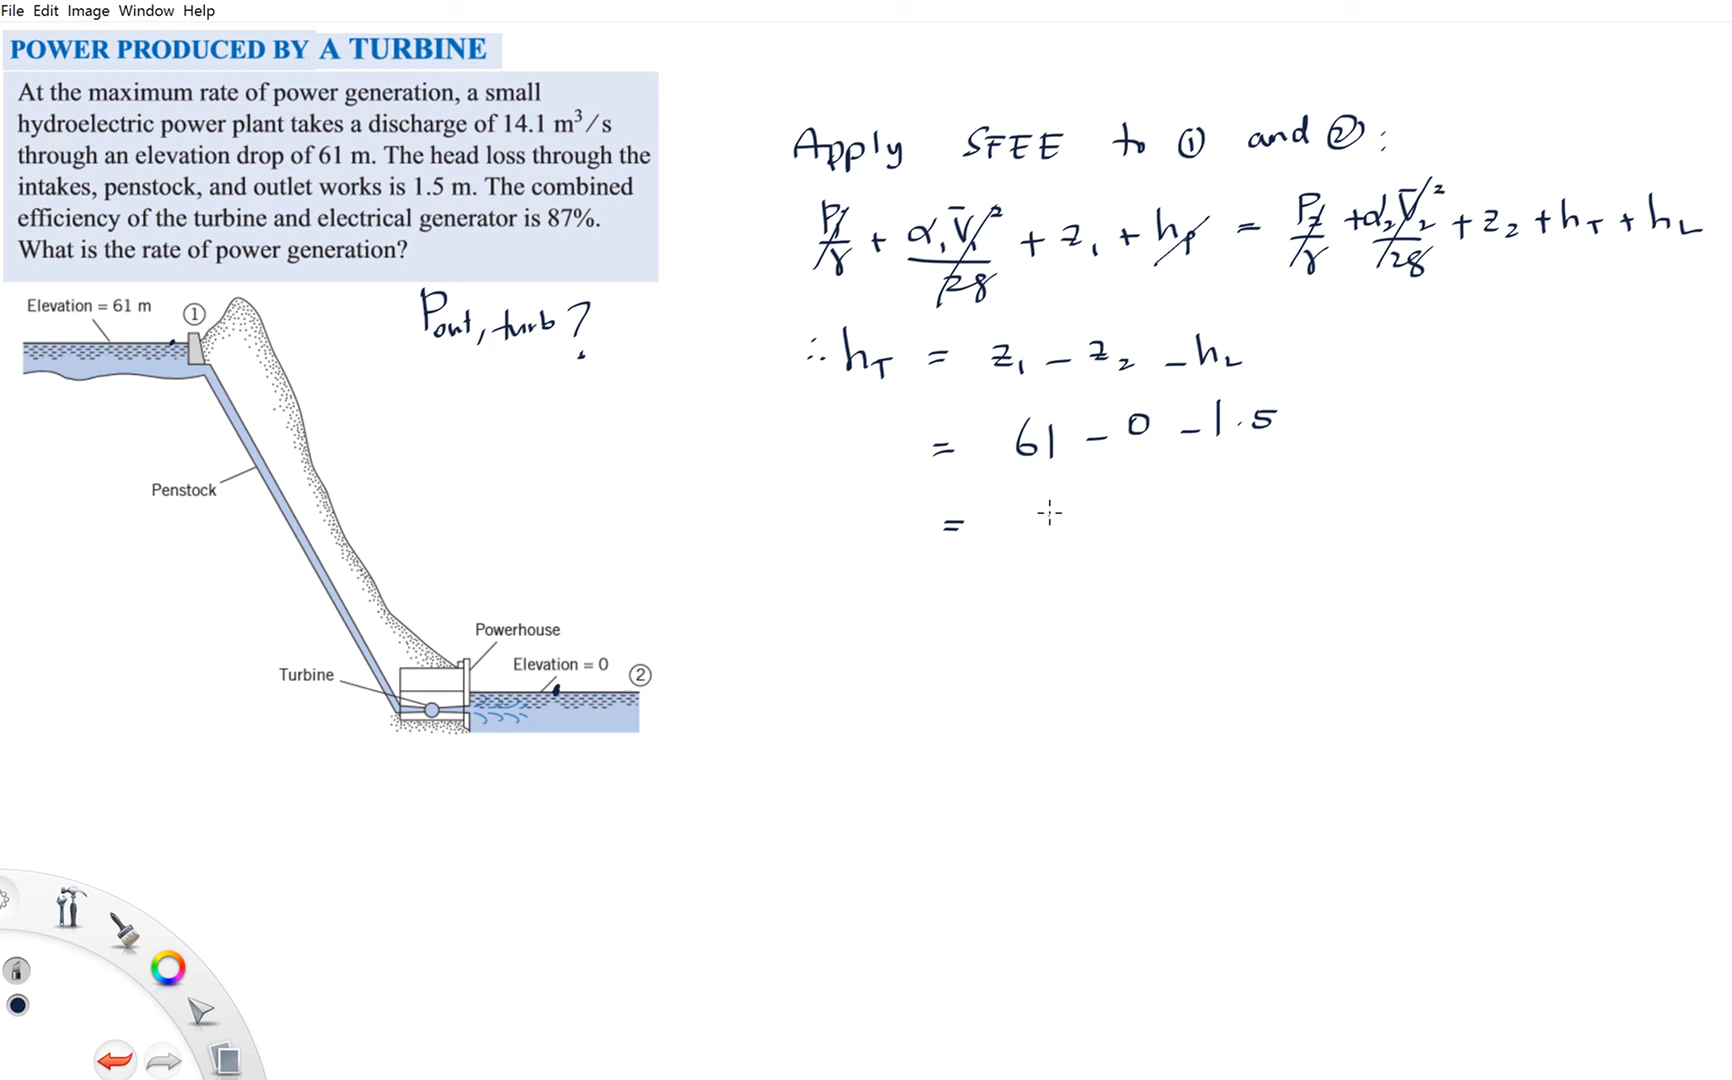 File Edit Image Window Help
POWER PRODUCED BY A TURBINE
At the maximum rate of power generation, a small
hydroelectric power plant takes a discharge of 14.1 m³/s
through an elevation drop of 61 m. The head loss through the
intakes, penstock, and outlet works is 1.5 m. The combined
efficiency of the turbine and electrical generator is 87%.
What is the rate of power generation?
Elevation = 61 m
①
Pout, turb ?
Penstock
Powerhouse
Elevation = 0
②
Turbine
Apply SFEE to ① and ②:
P₁/γ + α₁V̄₁²/2g + z₁ + hₚ = P₂/γ + α₂V̄₂²/2g + z₂ + h_T + h_L
∴ h_T = z₁ - z₂ - h_L
= 61 - 0 - 1.5
=